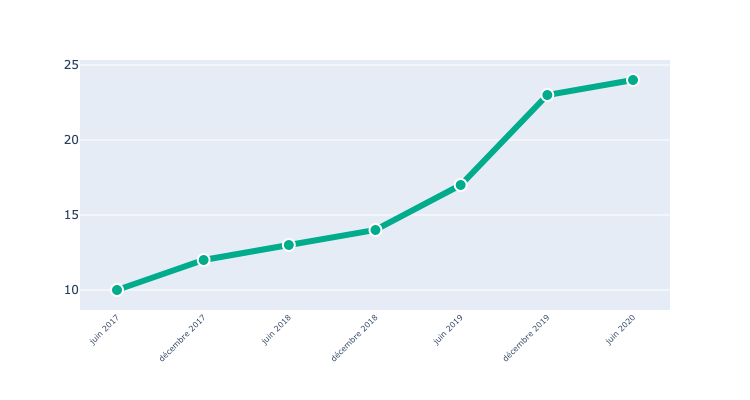 25
20
15
10
juin 2017
décembre 2017
juin 2018
décembre 2018
juin 2019
décembre 2019
juin 2020